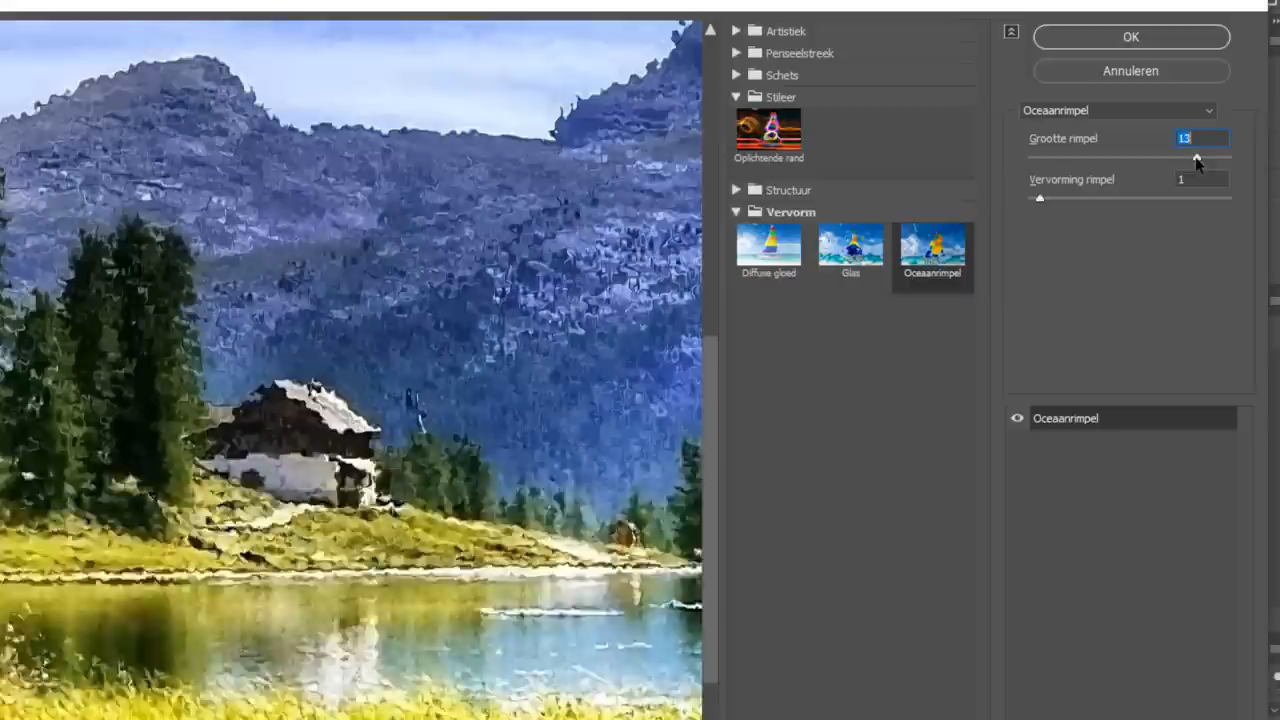 Artistiek
Penseelstreek
Schets
Stileer
Oplichtende rand
Structuur
Vervorm
Diffuse gloed
Glas
Oceaanrimpel
OK
Annuleren
Oceaanrimpel
Grootte rimpel 13
Vervorming rimpel 1
Oceaanrimpel